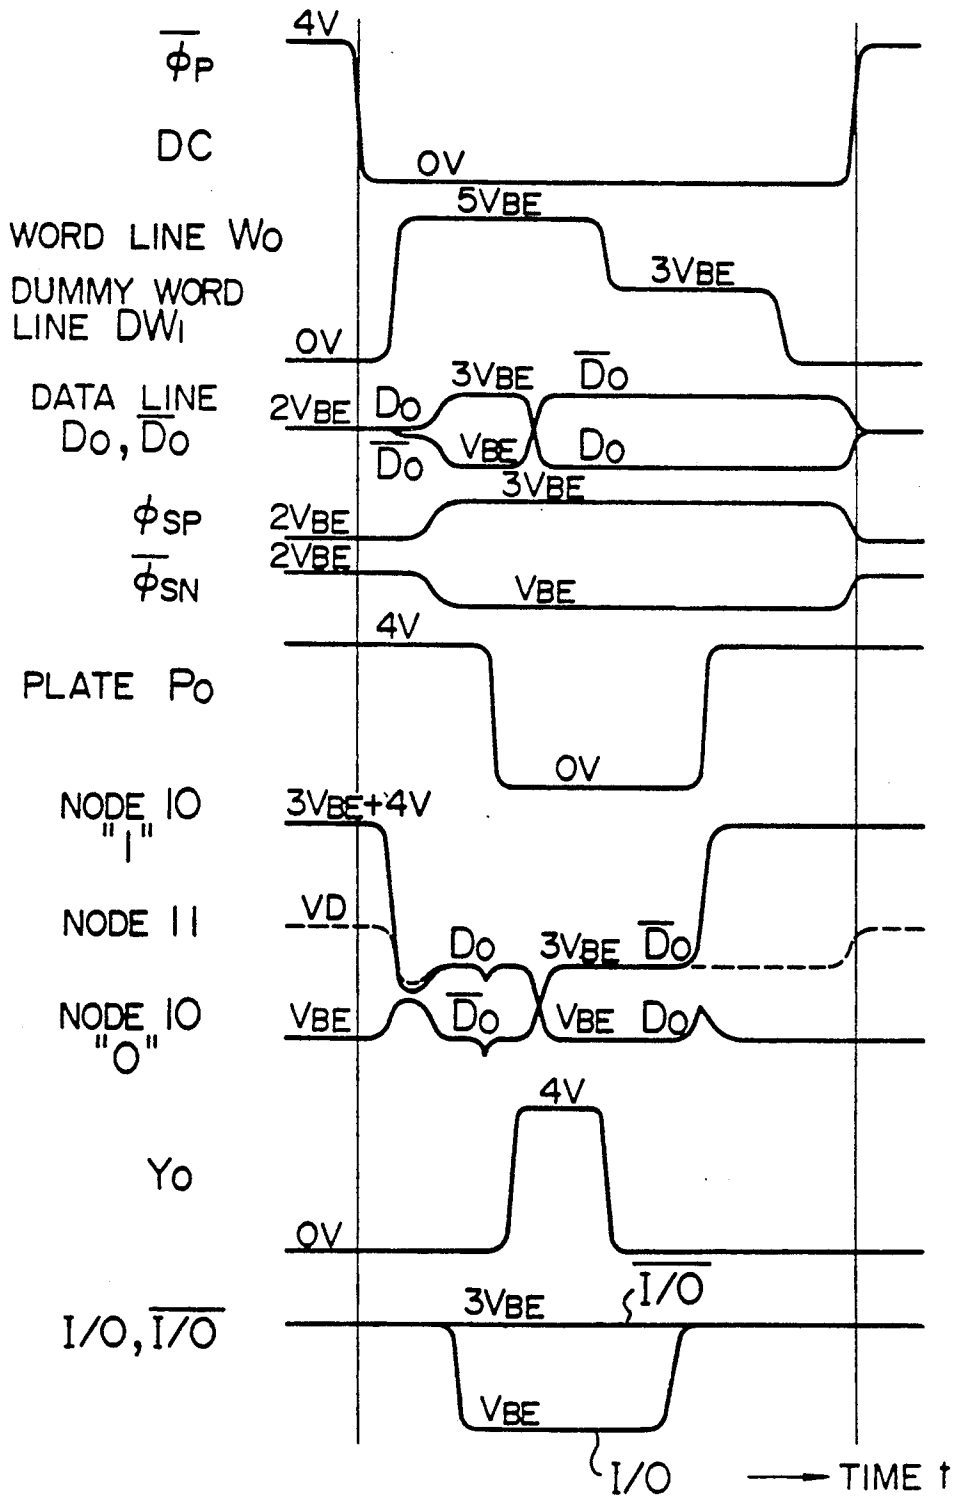 4V
φ̅P
DC
0V
5VBE
WORD LINE W0
3VBE
DUMMY WORD
LINE DW1
0V
3VBE D̅0
DATA LINE
D0, D̅0
2VBE D0
D̅0 VBE D0
3VBE
φSP 2VBE
2VBE
φ̅SN
VBE
4V
PLATE P0
0V
NODE 10
"1"
3VBE+4V
NODE 11
VD
D0 3VBE D̅0
NODE 10
"0"
VBE D̅0 VBE D0
4V
Y0
0V
I̅/̅O̅
3VBE
I/O, I̅/̅O̅
VBE
I/O
TIME t